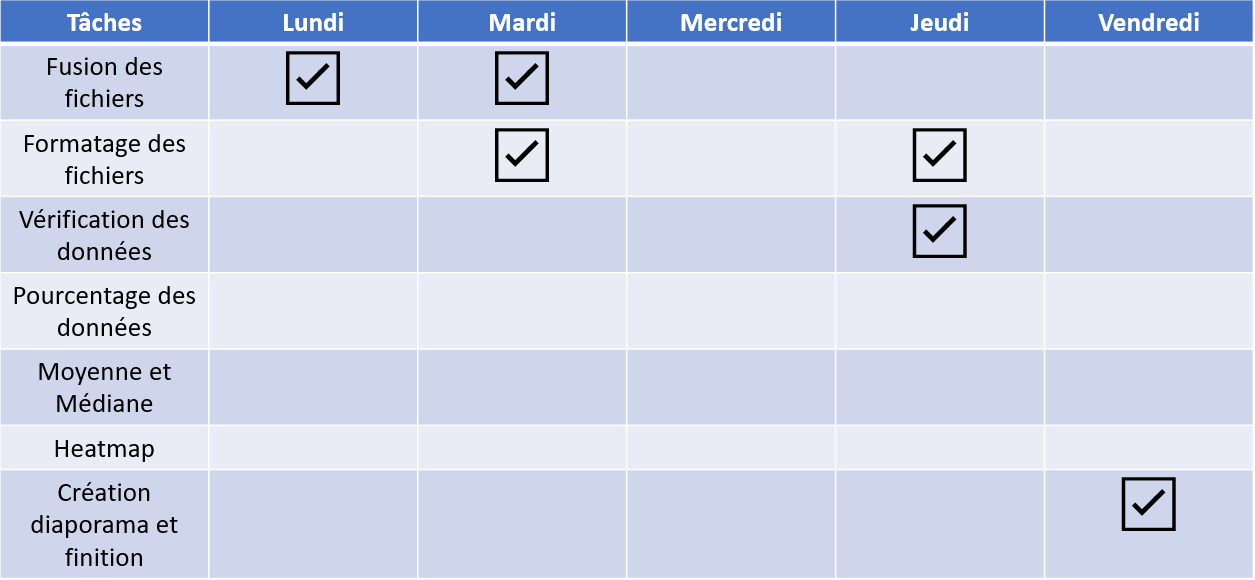 Tâches Lundi Mardi Mercredi Jeudi Vendredi
Fusion des
fichiers
Formatage des
fichiers
Vérification des
données
Pourcentage des
données
Moyenne et
Médiane
Heatmap
Création
diaporama et
finition